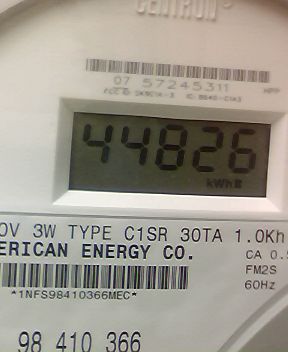 CENTRON®
07 57245311
44826
kWh
0V 3W TYPE C1SR 30TA 1.0Kh
ERICAN ENERGY CO.
CA 0.
FM2S
*1NFS98410366MEC*
60Hz
98 410 366